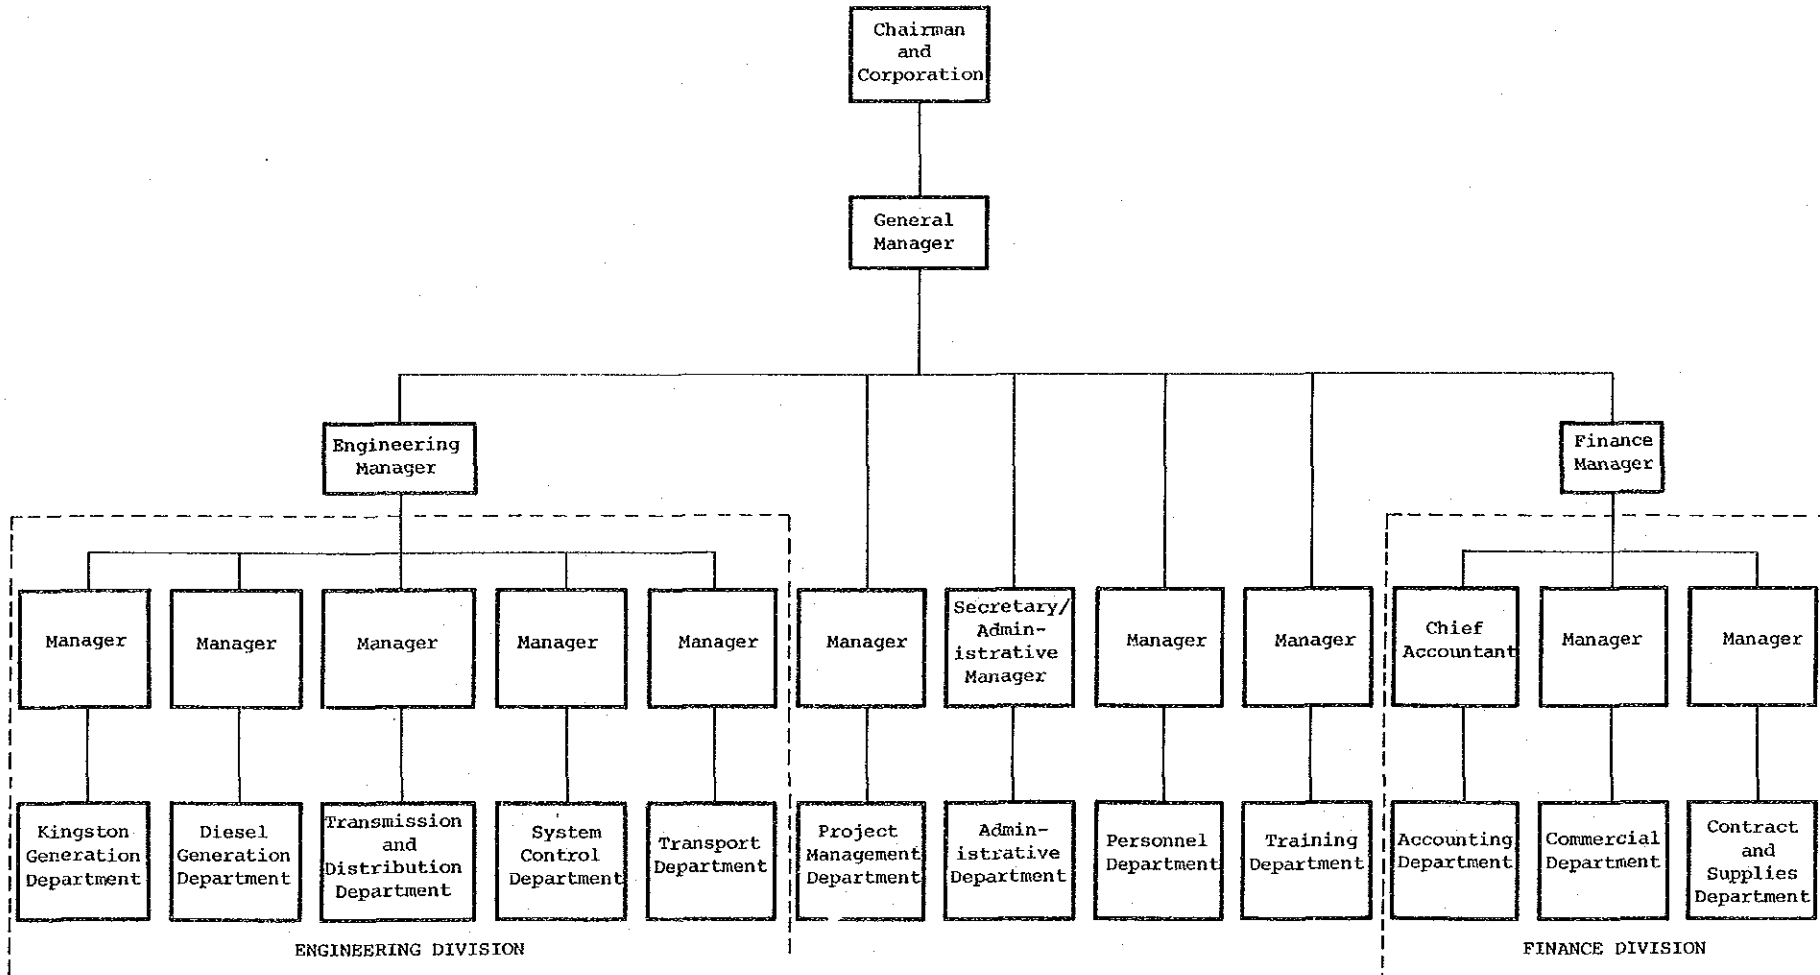 Chairman
and
Corporation
General
Manager
Engineering
Manager
Finance
Manager
Manager
Manager
Manager
Manager
Manager
Manager
Secretary/
Admin-
istrative
Manager
Manager
Manager
Chief
Accountant
Manager
Manager
Kingston
Generation
Department
Diesel
Generation
Department
Transmission
and
Distribution
Department
System
Control
Department
Transport
Department
Project
Management
Department
Admin-
istrative
Department
Personnel
Department
Training
Department
Accounting
Department
Commercial
Department
Contract
and
Supplies
Department
ENGINEERING DIVISION
FINANCE DIVISION